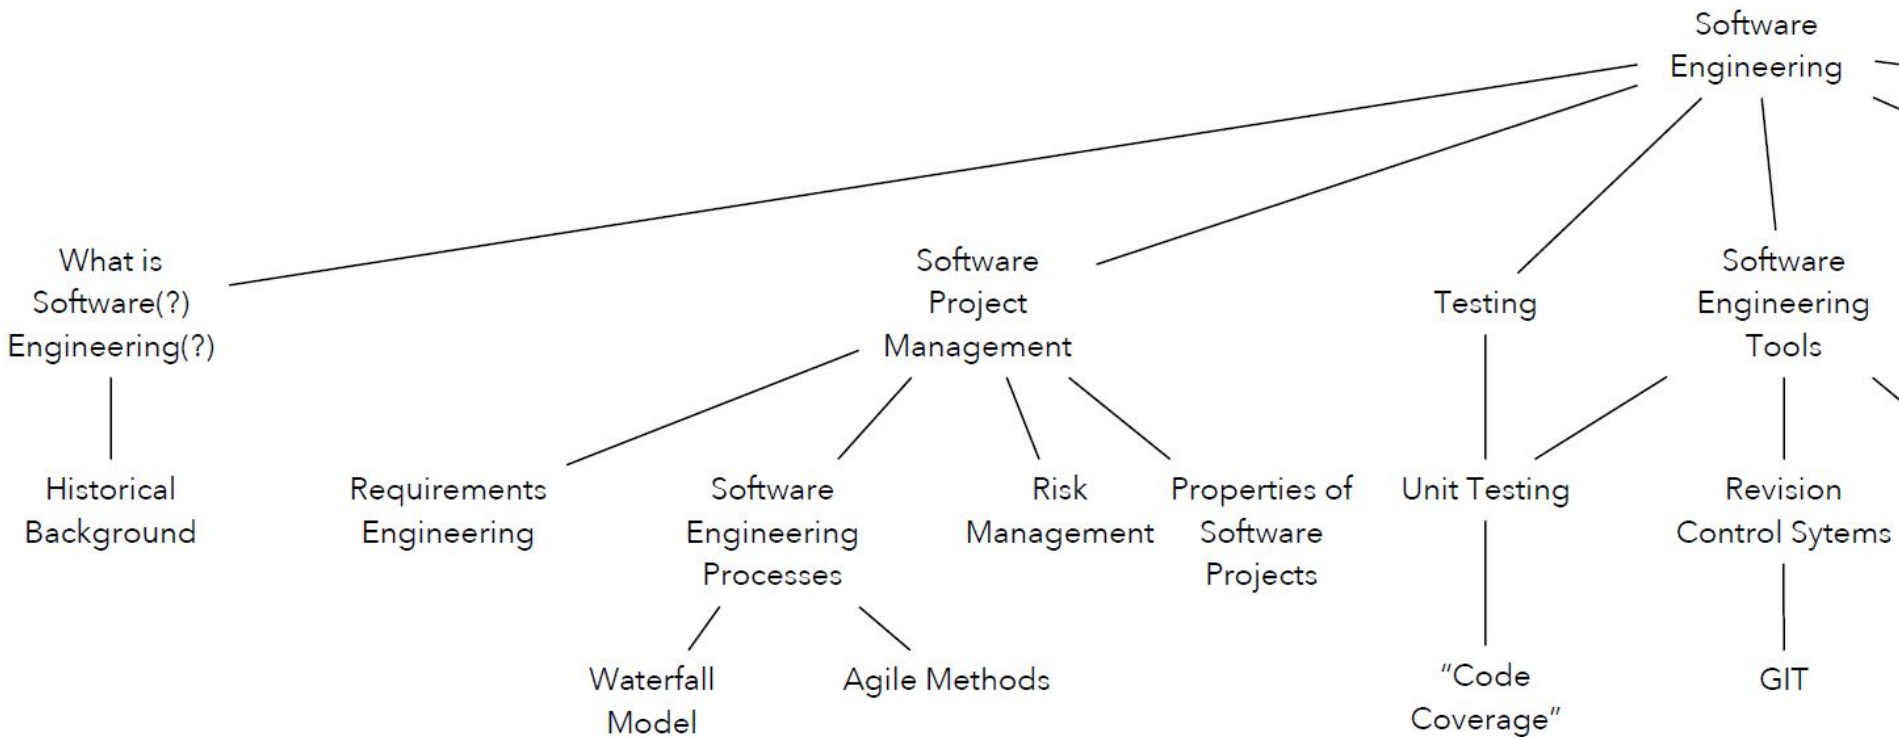 Software
Engineering
What is
Software(?)
Engineering(?)
Software
Project
Management
Testing
Software
Engineering
Tools
Historical
Background
Requirements
Engineering
Software
Engineering
Processes
Risk
Management
Properties of
Software
Projects
Unit Testing
Revision
Control Sytems
Waterfall
Model
Agile Methods
“Code
Coverage”
GIT